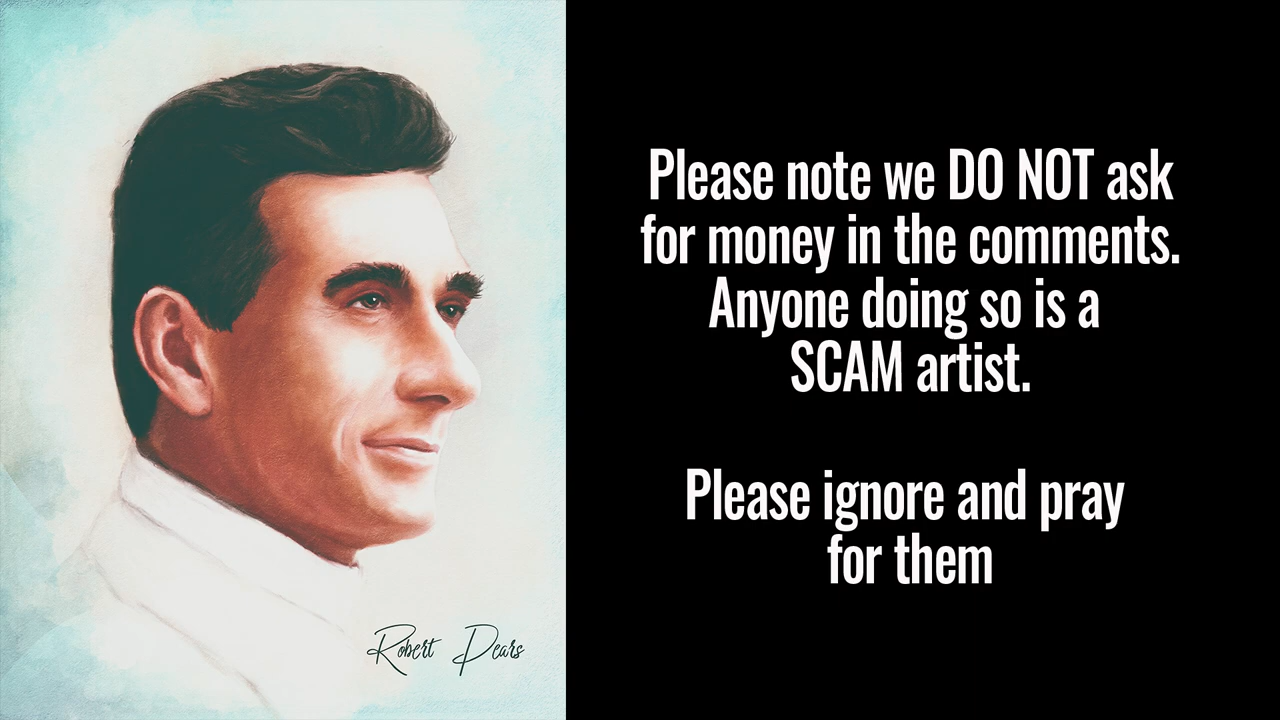 Please note we DO NOT ask
for money in the comments.
Anyone doing so is a
SCAM artist.
Please ignore and pray
for them
Robert Pears